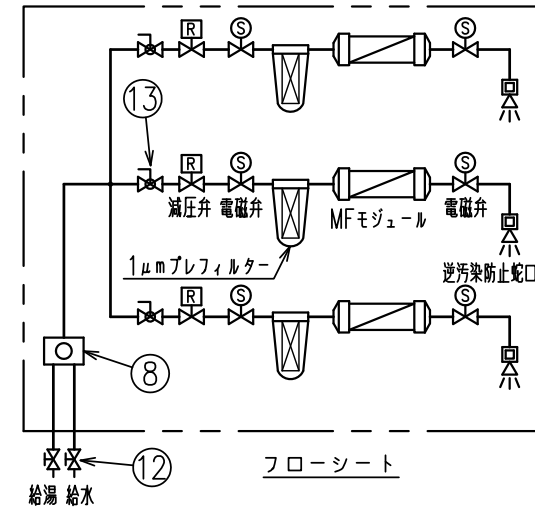 R S S
13
R S S
減圧弁 電磁弁 MFモジュール 電磁弁
1μmプレフィルター
逆汚染防止蛇口
R S S
8
12
フローシート
給湯 給水